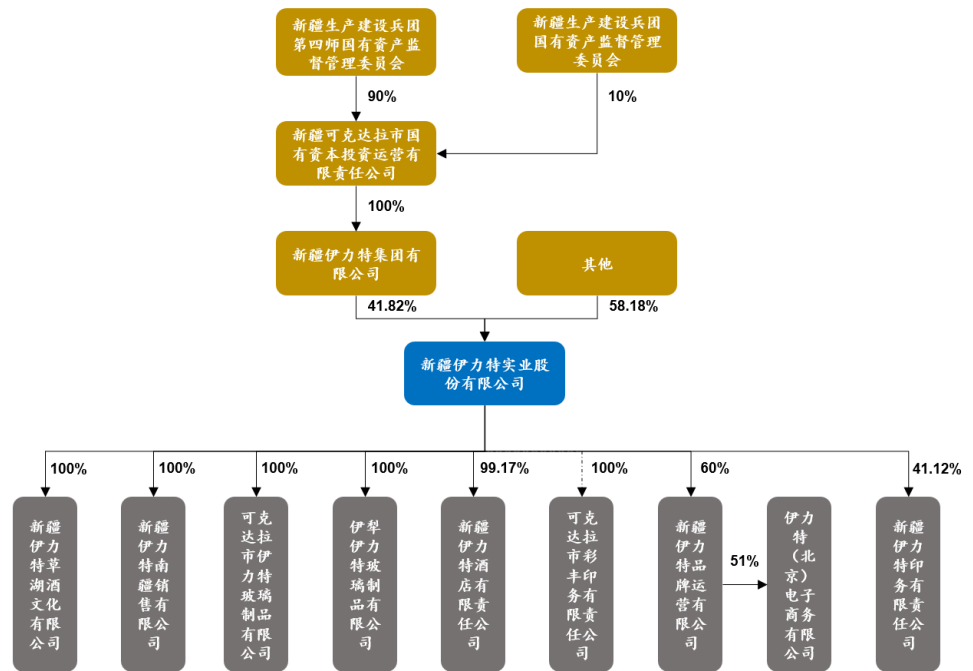 新疆生产建设兵团
第四师国有资产监
督管理委员会
新疆生产建设兵团
国有资产监督管理
委员会
90%
10%
新疆可克达拉市国
有资本投资运营有
限责任公司
100%
新疆伊力特集团有
限公司
其他
41.82%
58.18%
新疆伊力特实业股
份有限公司
100%
100%
100%
100%
99.17%
100%
60%
41.12%
新疆
伊力
特草
湖酒
文化
有限
公司
新疆
伊力
特南
疆销
售有
限公
司
可克
达拉
市伊
力特
玻璃
制品
有限
公司
伊犁
伊力
特玻
璃制
品有
限公
司
新疆
伊力
特酒
店有
限责
任公
司
可克
达拉
市彩
丰印
务有
限责
任公
司
新疆
伊力
特品
牌运
营有
限公
司
51%
伊力
特
（北
京）
电子
商务
有限
公司
新疆
伊力
特印
务有
限责
任公
司